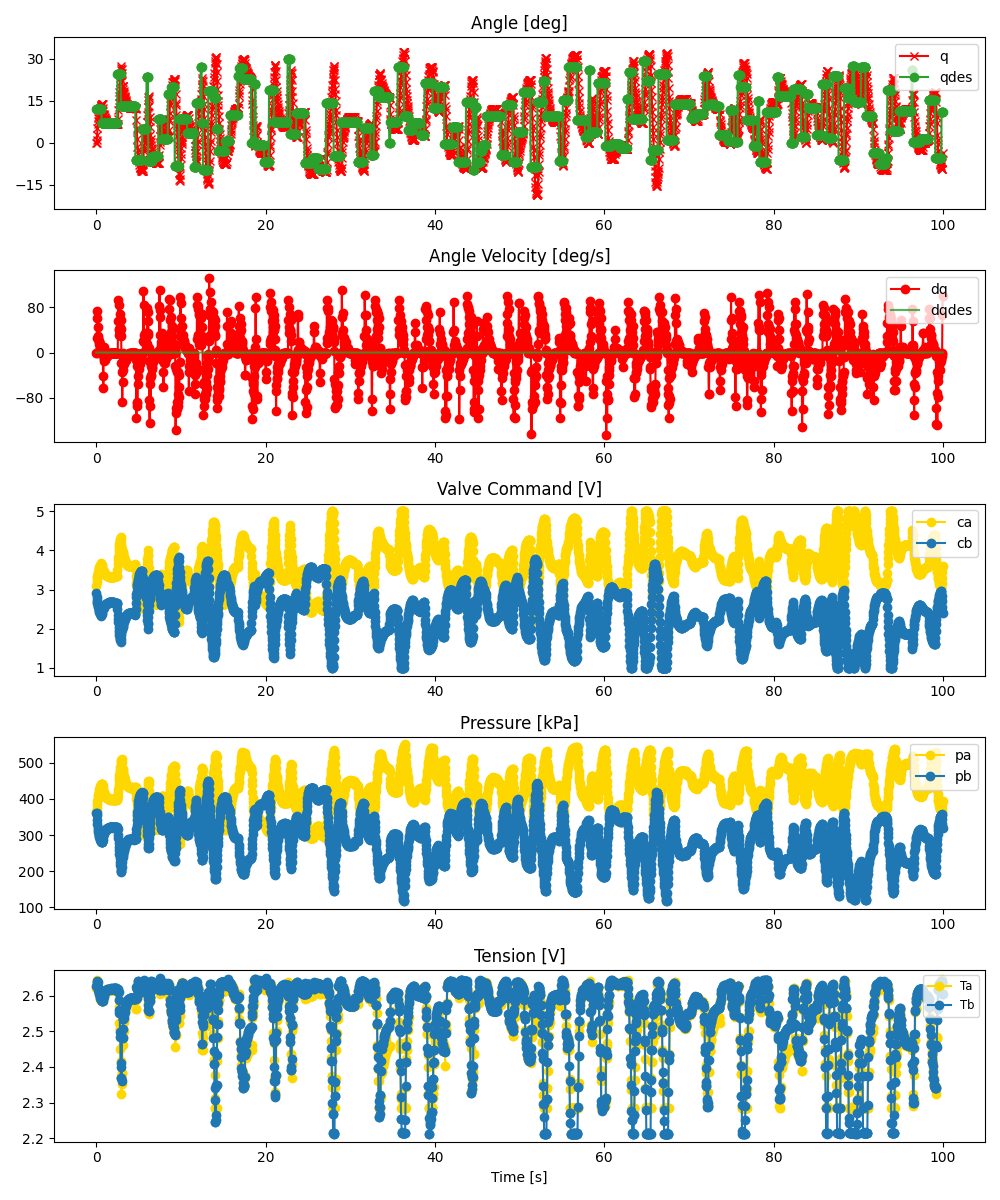 Angle [deg]
30
15
0
−15
q
qdes
0 20 40 60 80 100
Angle Velocity [deg/s]
80
0
−80
dq
dqdes
0 20 40 60 80 100
Valve Command [V]
5
4
3
2
1
ca
cb
0 20 40 60 80 100
Pressure [kPa]
500
400
300
200
100
pa
pb
0 20 40 60 80 100
Tension [V]
2.6
2.5
2.4
2.3
2.2
Ta
Tb
0 20 40 60 80 100
Time [s]